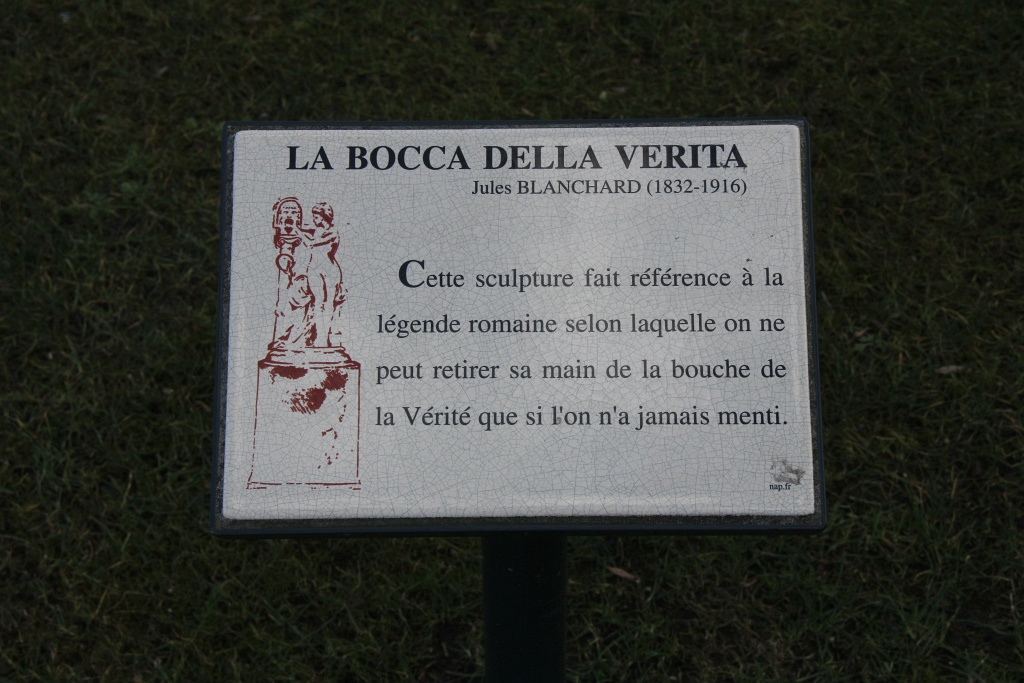 LA BOCCA DELLA VERITA
Jules BLANCHARD (1832-1916)
Cette sculpture fait référence à la
légende romaine selon laquelle on ne
peut retirer sa main de la bouche de
la Vérité que si l'on n'a jamais menti.
nap.fr